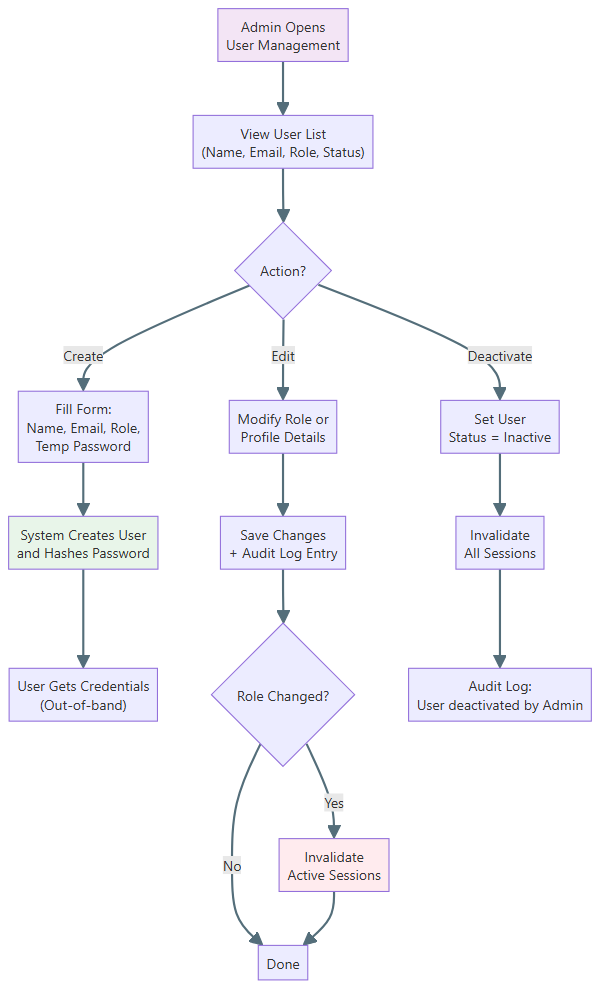 Admin Opens
User Management
View User List
(Name, Email, Role, Status)
Action?
Create
Edit
Deactivate
Fill Form:
Name, Email, Role,
Temp Password
Modify Role or
Profile Details
Set User
Status = Inactive
System Creates User
and Hashes Password
Save Changes
+ Audit Log Entry
Invalidate
All Sessions
User Gets Credentials
(Out-of-band)
Role Changed?
Audit Log:
User deactivated by Admin
Yes
No
Invalidate
Active Sessions
Done